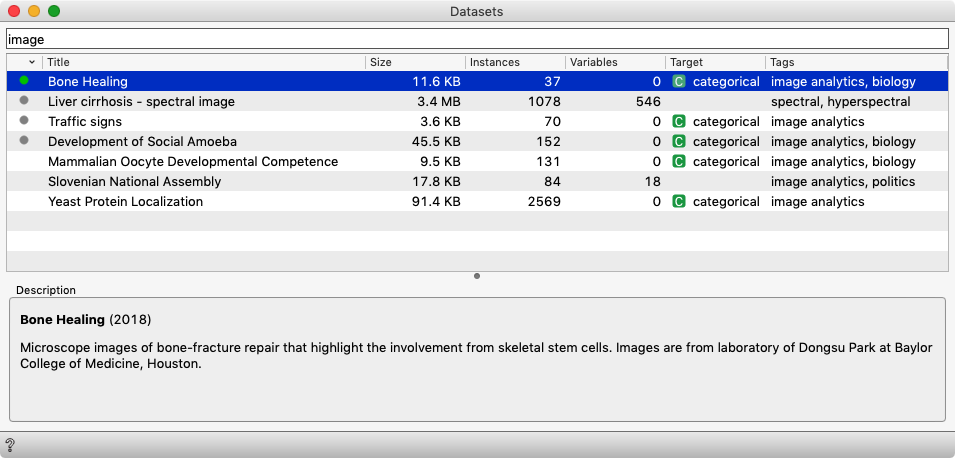 Datasets
image
Title Size Instances Variables Target Tags
Bone Healing 11.6 KB 37 0 C categorical image analytics, biology
Liver cirrhosis - spectral image 3.4 MB 1078 546 spectral, hyperspectral
Traffic signs 3.6 KB 70 0 C categorical image analytics
Development of Social Amoeba 45.5 KB 152 0 C categorical image analytics, biology
Mammalian Oocyte Developmental Competence 9.5 KB 131 0 C categorical image analytics, biology
Slovenian National Assembly 17.8 KB 84 18 image analytics, politics
Yeast Protein Localization 91.4 KB 2569 0 C categorical image analytics
Description
Bone Healing (2018)
Microscope images of bone-fracture repair that highlight the involvement from skeletal stem cells. Images are from laboratory of Dongsu Park at Baylor
College of Medicine, Houston.
?